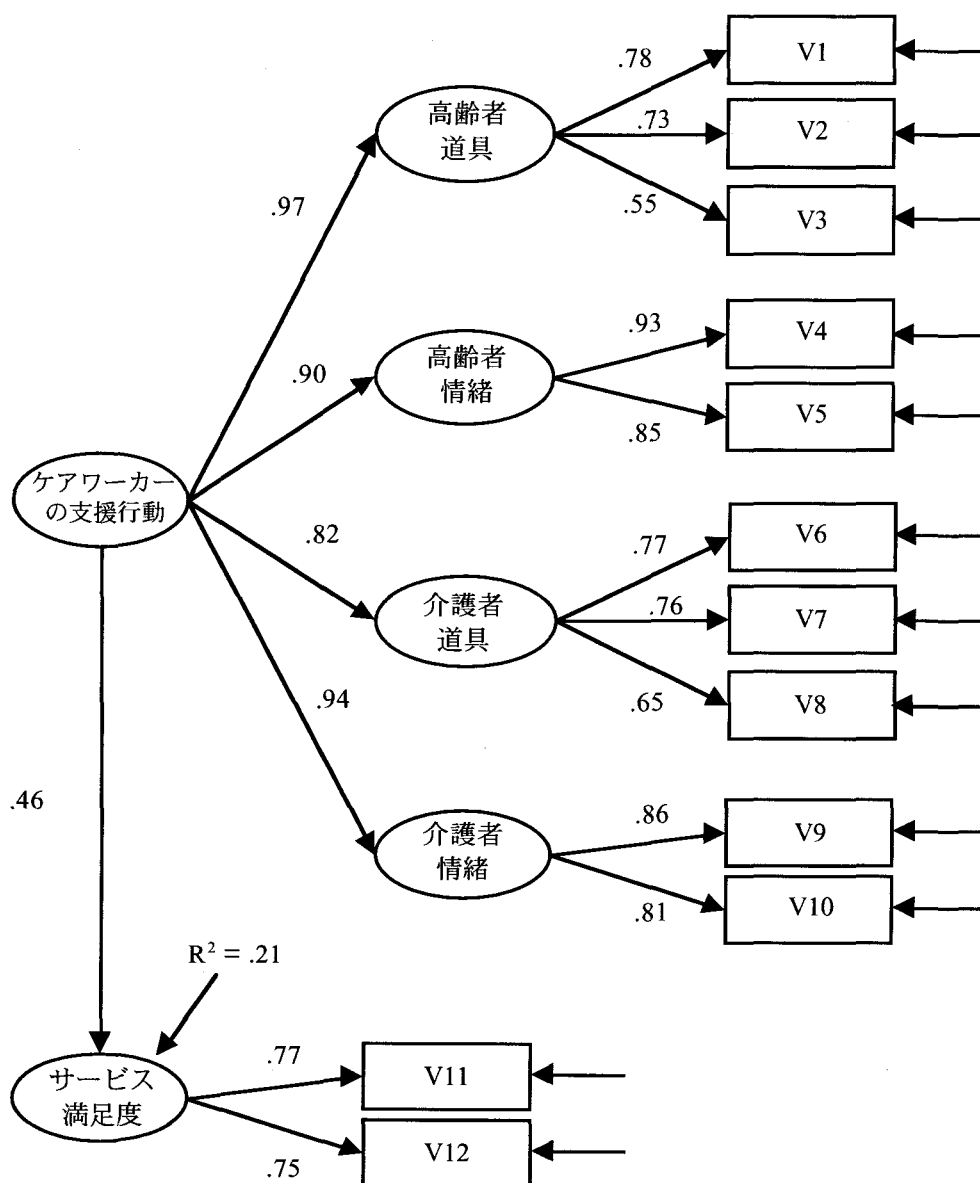 .78
V1
高齢者
道具
.73
V2
.97
.55
V3
高齢者
情緒
.93
V4
.90
.85
V5
ケアワーカー
の支援行動
.82
.77
V6
介護者
道具
.76
V7
.94
.65
V8
.46
介護者
情緒
.86
V9
.81
V10
R² = .21
サービス
満足度
.77
V11
.75
V12